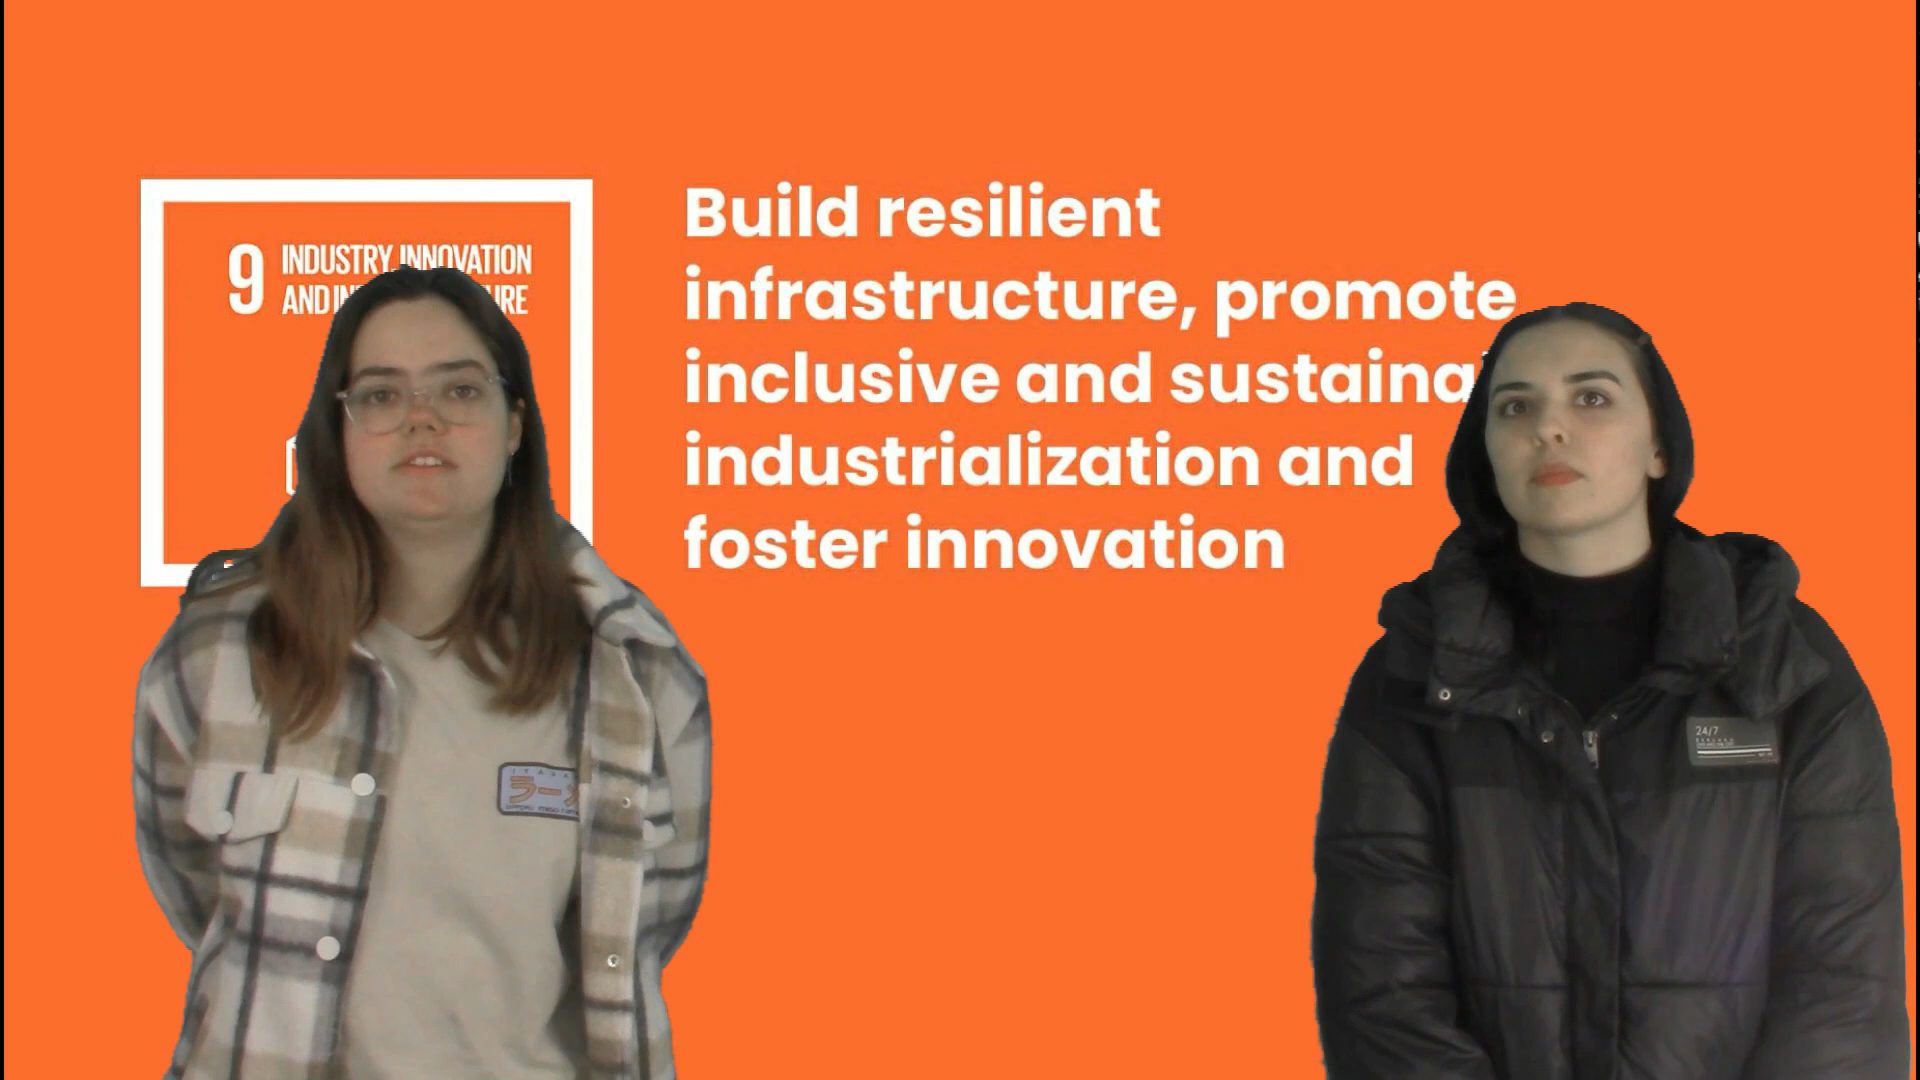 9 INDUSTRY, INNOVATION
AND
Build resilient
infrastructure, promote
inclusive and
industrialization and
foster innovation
24/7